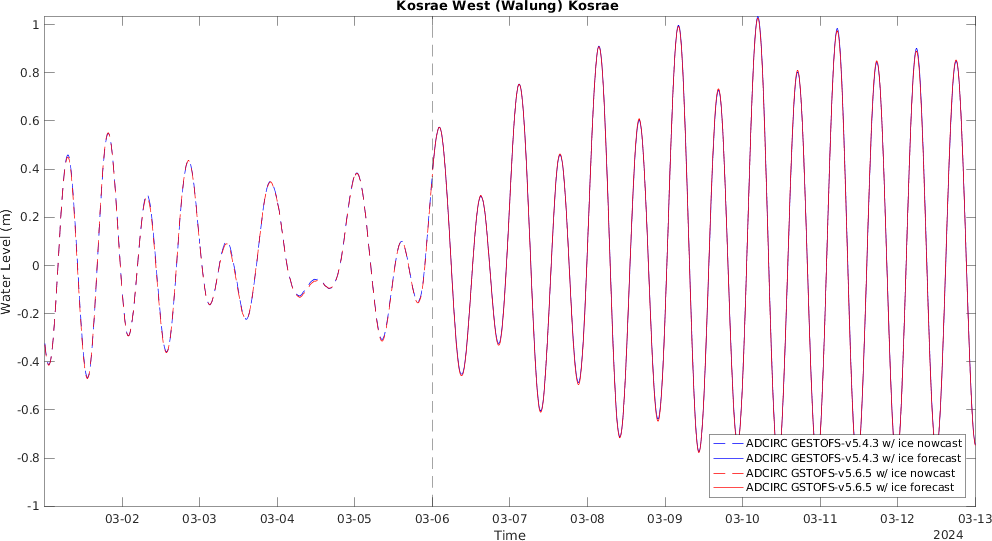 Kosrae West (Walung) Kosrae
Water Level (m)
1
0.8
0.6
0.4
0.2
0
-0.2
-0.4
-0.6
-0.8
-1
ADCIRC GESTOFS-v5.4.3 w/ ice nowcast
ADCIRC GESTOFS-v5.4.3 w/ ice forecast
ADCIRC GSTOFS-v5.6.5 w/ ice nowcast
ADCIRC GSTOFS-v5.6.5 w/ ice forecast
03-02 03-03 03-04 03-05 03-06 03-07 03-08 03-09 03-10 03-11 03-12 03-13
Time
2024